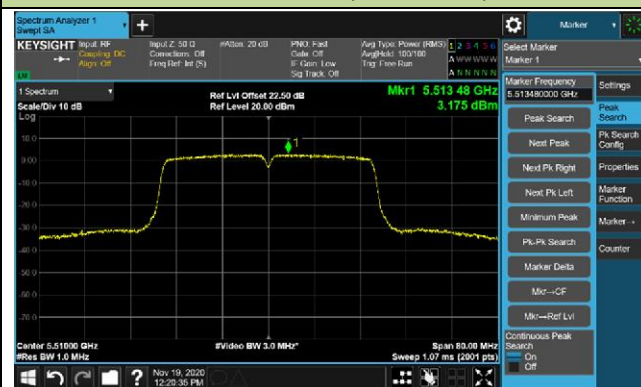 Spectrum Analyzer 1
Swept SA
+
Marker
KEYSIGHT
Input: RF
Coupling: DC
Align: Off
Input Z: 50 Ω
Corrections: Off
Freq Ref: Int (S)
#Atten: 20 dB
PNO: Fast
Gate: Off
IF Gain: Low
Sig Track: Off
Avg Type: Power (RMS)
Avg|Hold: 100/100
Trig: Free Run
1 2 3 4 5 6
A W W W W W
A N N N N N
Select Marker
Marker 1
1 Spectrum
Scale/Div 10 dB
Log
Ref Lvl Offset 22.50 dB
Ref Level 20.00 dBm
Mkr1 5.513 48 GHz
3.175 dBm
1
10.0
0.00
-10.0
-20.0
-30.0
-40.0
-50.0
-60.0
-70.0
Center 5.51000 GHz
#Res BW 1.0 MHz
#Video BW 3.0 MHz*
Span 80.00 MHz
Sweep 1.07 ms (2001 pts)
Marker Frequency
5.513480000 GHz
Peak Search
Next Peak
Next Pk Right
Next Pk Left
Minimum Peak
Pk-Pk Search
Marker Delta
Mkr→CF
Mkr→Ref Lvl
Continuous Peak
Search
On
Off
Settings
Peak
Search
Pk Search
Config
Properties
Marker
Function
Marker→
Counter
?
Nov 19, 2020
12:20:35 PM